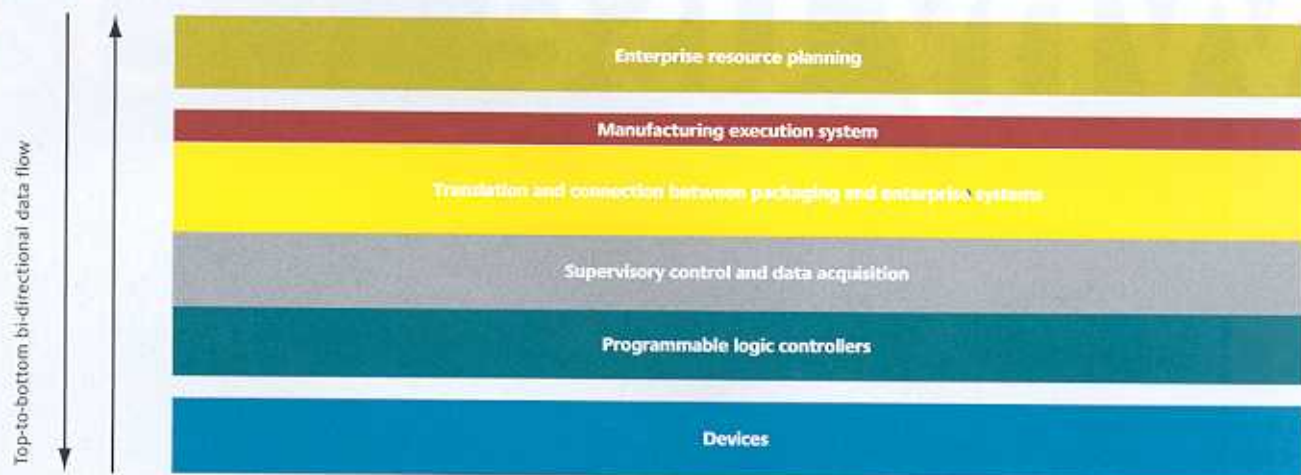 Top-to-bottom bi-directional data flow
Enterprise resource planning
Manufacturing execution system
Translation and connection between packaging and enterprise systems
Supervisory control and data acquisition
Programmable logic controllers
Devices